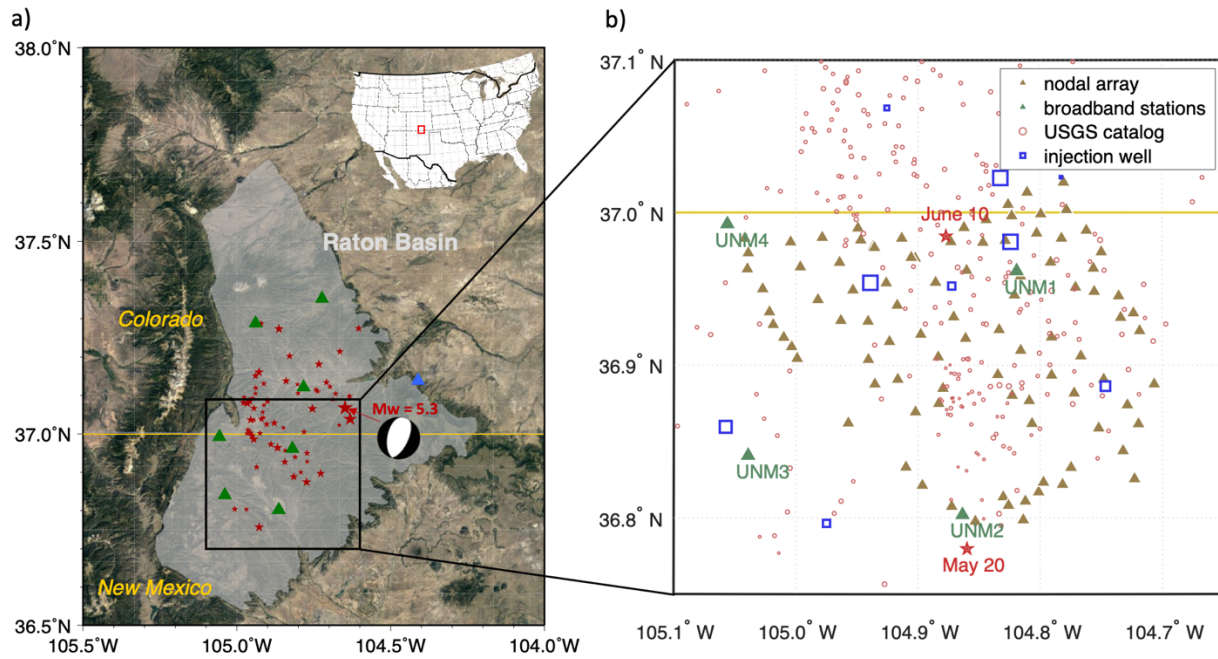 a)
38.0°N
37.5°N
37.0°N
36.5°N
105.5°W
105.0°W
104.5°W
104.0°W
Raton Basin
Colorado
Mw = 5.3
New Mexico
b)
37.1° N
37.0° N
36.9° N
36.8° N
105.1° W
105.0° W
104.9° W
104.8° W
104.7° W
nodal array
broadband stations
USGS catalog
injection well
June 10
UNM4
UNM1
UNM3
UNM2
May 20